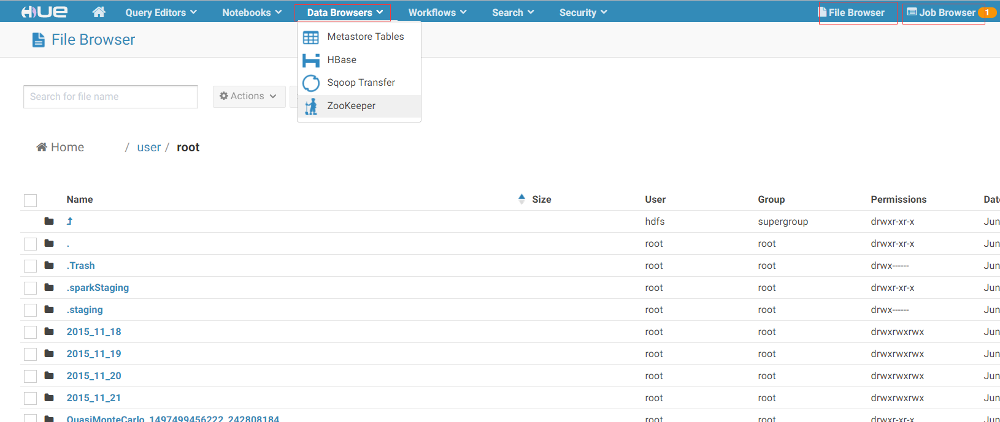 HUE Query Editors Notebooks Data Browsers Workflows Search Security File Browser Job Browser 1
File Browser
Metastore Tables
HBase
Sqoop Transfer
ZooKeeper
Search for file name Actions
Home / user / root
Name Size User Group Permissions
hdfs supergroup drwxr-xr-x Jun
. root root drwxr-xr-x Jun
.Trash root root drwx------ Jun
.sparkStaging root root drwxr-xr-x Jun
.staging root root drwx------ Jun
2015_11_18 root root drwxrwxrwx Jun
2015_11_19 root root drwxrwxrwx Jun
2015_11_20 root root drwxrwxrwx Jun
2015_11_21 root root drwxrwxrwx Jun
QuasiMonteCarlo_1497499456222_242808184 root root drwxr-xr-x Jun